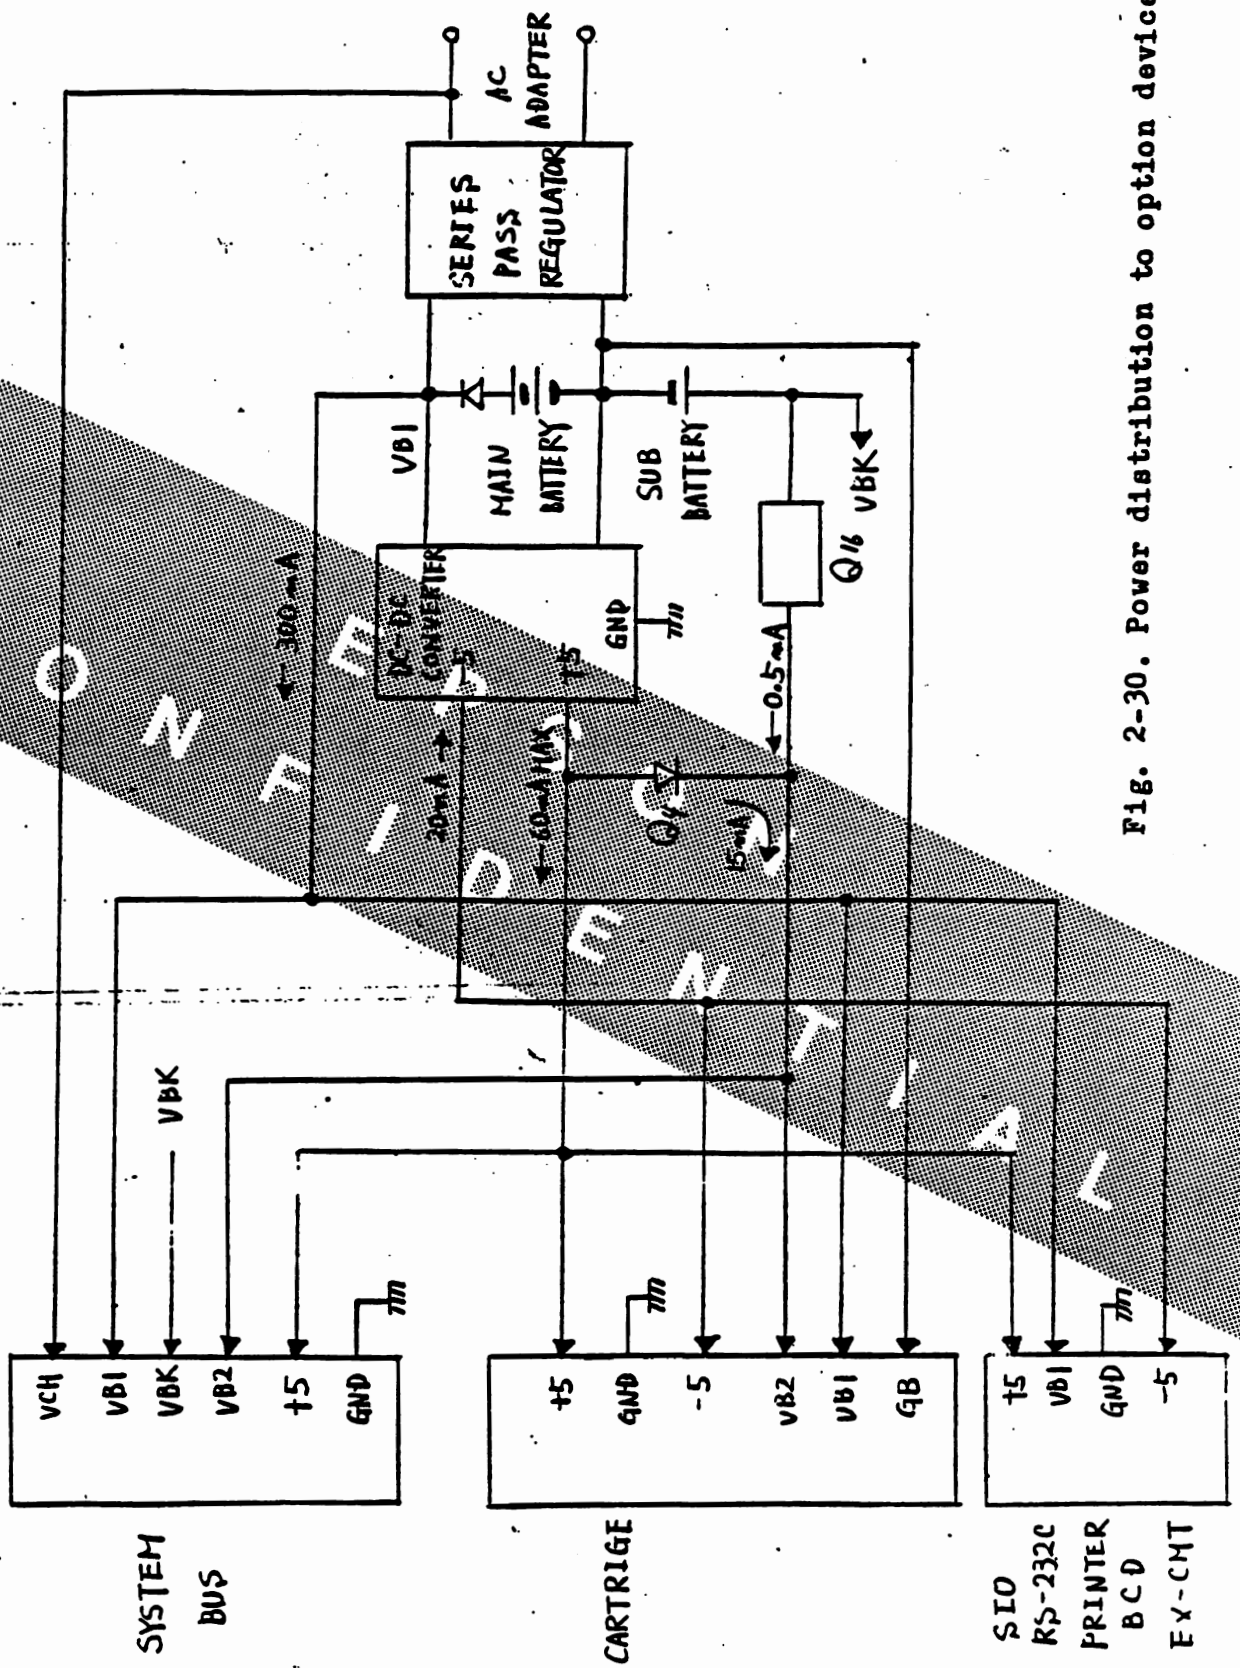 AC
ADAPTER
SERIES
PASS
REGULATOR
VB1
MAIN
BATTERY
SUB
BATTERY
VBK
Q16
DC-DC
CONVERTER
-5
+5
GND
300mA
20mA
60mAMAX
0.5mA
Q4
15mA
EPSON
CONFIDENTIAL
VBK
SYSTEM
BUS
VCH
VB1
VBK
VB2
+5
GND
CARTRIGE
+5
GND
-5
VB2
VB1
GB
SIO
RS-232C
PRINTER
BCD
EX-CMT
+5
VB1
GND
-5
Fig. 2-30. Power distribution to option device